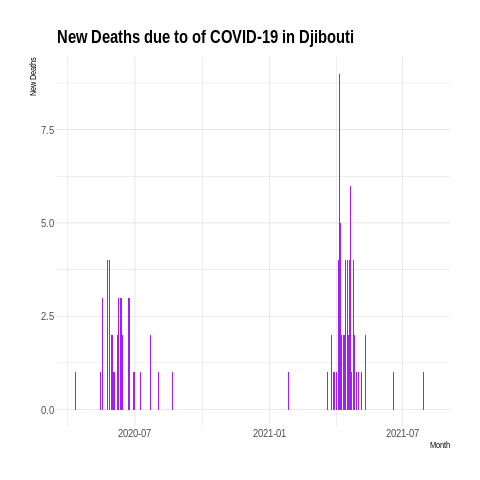 New Deaths due to of COVID-19 in Djibouti
New Deaths
7.5
5.0
2.5
0.0
2020-07
2021-01
2021-07
Month